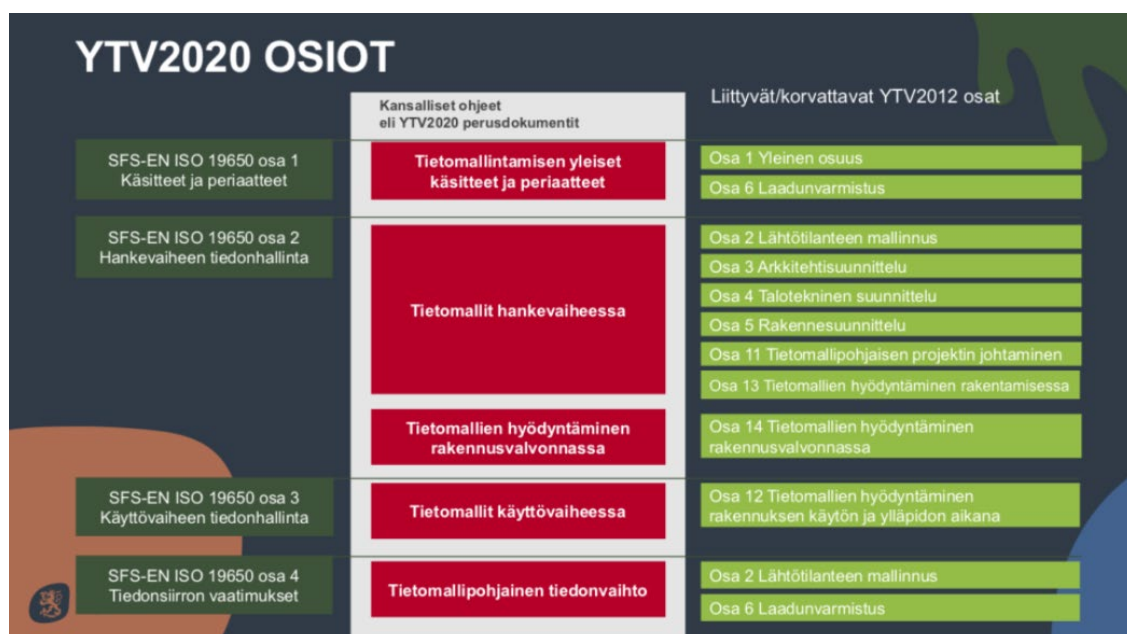 YTV2020 OSIOT
Kansalliset ohjeet
eli YTV2020 perusdokumentit
Liittyvät/korvattavat YTV2012 osat
SFS-EN ISO 19650 osa 1
Käsitteet ja periaatteet
Tietomallintamisen yleiset
käsitteet ja periaatteet
Osa 1 Yleinen osuus
Osa 6 Laadunvarmistus
SFS-EN ISO 19650 osa 2
Hankevaiheen tiedonhallinta
Tietomallit hankevaiheessa
Osa 2 Lähtötilanteen mallinnus
Osa 3 Arkkitehtisuunnittelu
Osa 4 Talotekninen suunnittelu
Osa 5 Rakennesuunnittelu
Osa 11 Tietomallipohjaisen projektin johtaminen
Osa 13 Tietomallien hyödyntäminen rakentamisessa
Tietomallien hyödyntäminen
rakennusvalvonnassa
Osa 14 Tietomallien hyödyntäminen
rakennusvalvonnassa
SFS-EN ISO 19650 osa 3
Käyttövaiheen tiedonhallinta
Tietomallit käyttövaiheessa
Osa 12 Tietomallien hyödyntäminen
rakennuksen käytön ja ylläpidon aikana
SFS-EN ISO 19650 osa 4
Tiedonsiirron vaatimukset
Tietomallipohjainen tiedonvaihto
Osa 2 Lähtötilanteen mallinnus
Osa 6 Laadunvarmistus